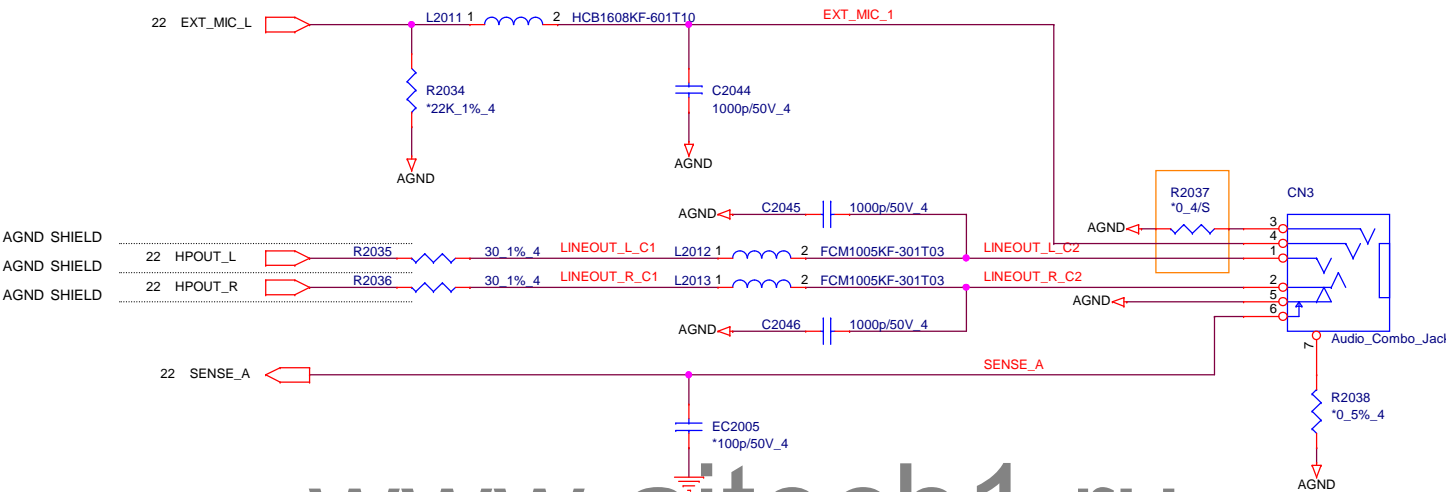 22 EXT_MIC_L
L2011 1 2 HCB1608KF-601T10
EXT_MIC_1
R2034
*22K_1%_4
AGND
C2044
1000p/50V_4
AGND
R2037
*0_4/S
CN3
AGND C2045 1000p/50V_4
AGND
3
4
1
AGND SHIELD
22 HPOUT_L R2035 30_1%_4 LINEOUT_L_C1 L2012 1 2 FCM1005KF-301T03 LINEOUT_L_C2
AGND SHIELD
22 HPOUT_R R2036 30_1%_4 LINEOUT_R_C1 L2013 1 2 FCM1005KF-301T03 LINEOUT_R_C2
2
AGND SHIELD
AGND
5
6
AGND C2046 1000p/50V_4
7
Audio_Combo_Jack
22 SENSE_A
SENSE_A
R2038
*0_5%_4
EC2005
*100p/50V_4
AGND